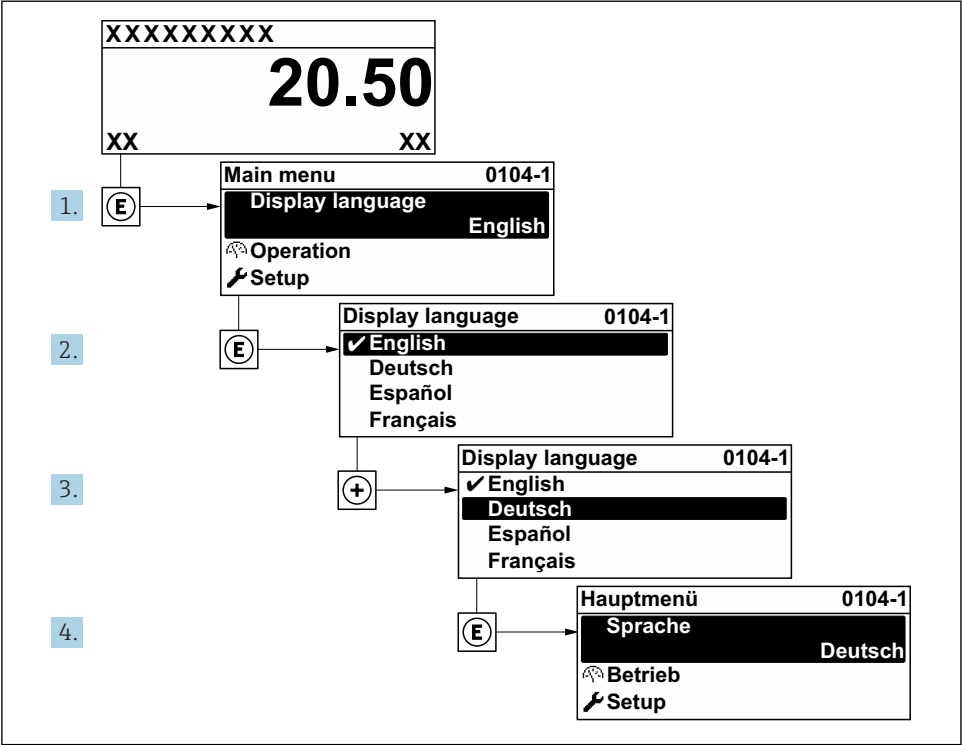 XXXXXXXXX
20.50
XX XX
1.
E
Main menu 0104-1
Display language
English
Operation
Setup
2.
E
Display language 0104-1
✔English
Deutsch
Español
Français
3.
+
Display language 0104-1
✔English
Deutsch
Español
Français
4.
E
Hauptmenü 0104-1
Sprache
Deutsch
Betrieb
Setup